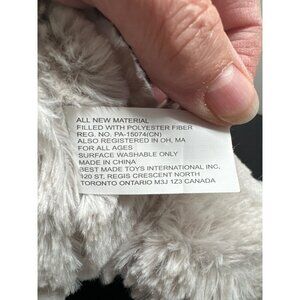 ALL NEW MATERIAL
FILLED WITH POLYESTER FIBER
REG. NO. PA-15074(CN)
ALSO REGISTERED IN OH, MA
FOR ALL AGES
SURFACE WASHABLE ONLY
MADE IN CHINA
BEST MADE TOYS INTERNATIONAL INC,
120 ST. REGIS CRESCENT NORTH
TORONTO ONTARIO M3J 1Z3 CANADA